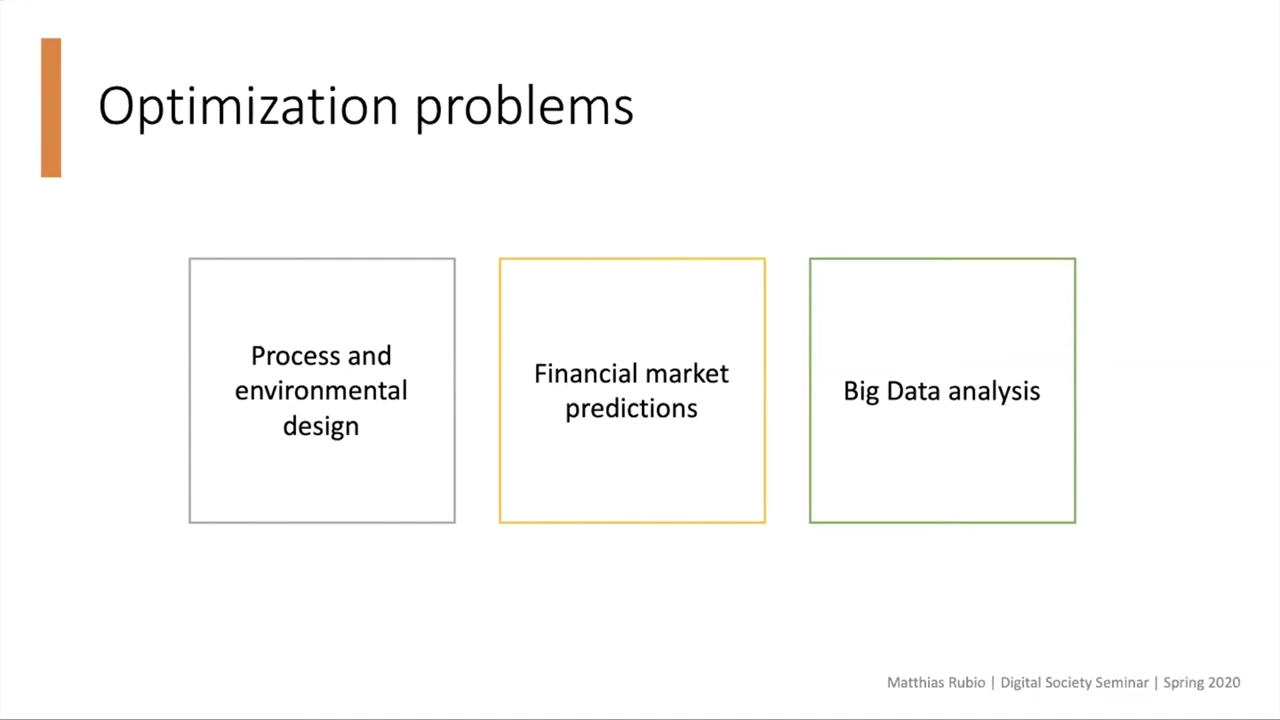 Optimization problems
Process and
environmental
design
Financial market
predictions
Big Data analysis
Matthias Rubio | Digital Society Seminar | Spring 2020